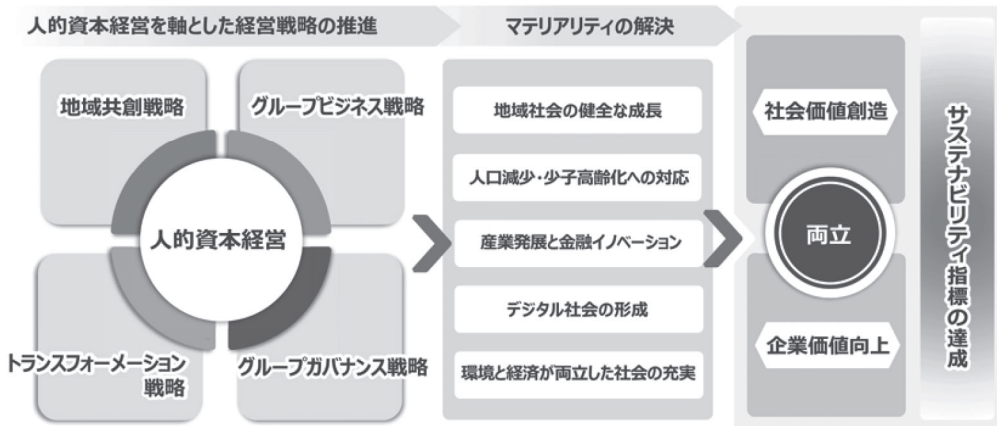 人的資本経営を軸とした経営戦略の推進
マテリアリティの解決
地域共創戦略
グループビジネス戦略
人的資本経営
トランスフォーメーション
戦略
グループガバナンス戦略
地域社会の健全な成長
人口減少・少子高齢化への対応
産業発展と金融イノベーション
デジタル社会の形成
環境と経済が両立した社会の充実
社会価値創造
両立
企業価値向上
サステナビリティ指標の達成